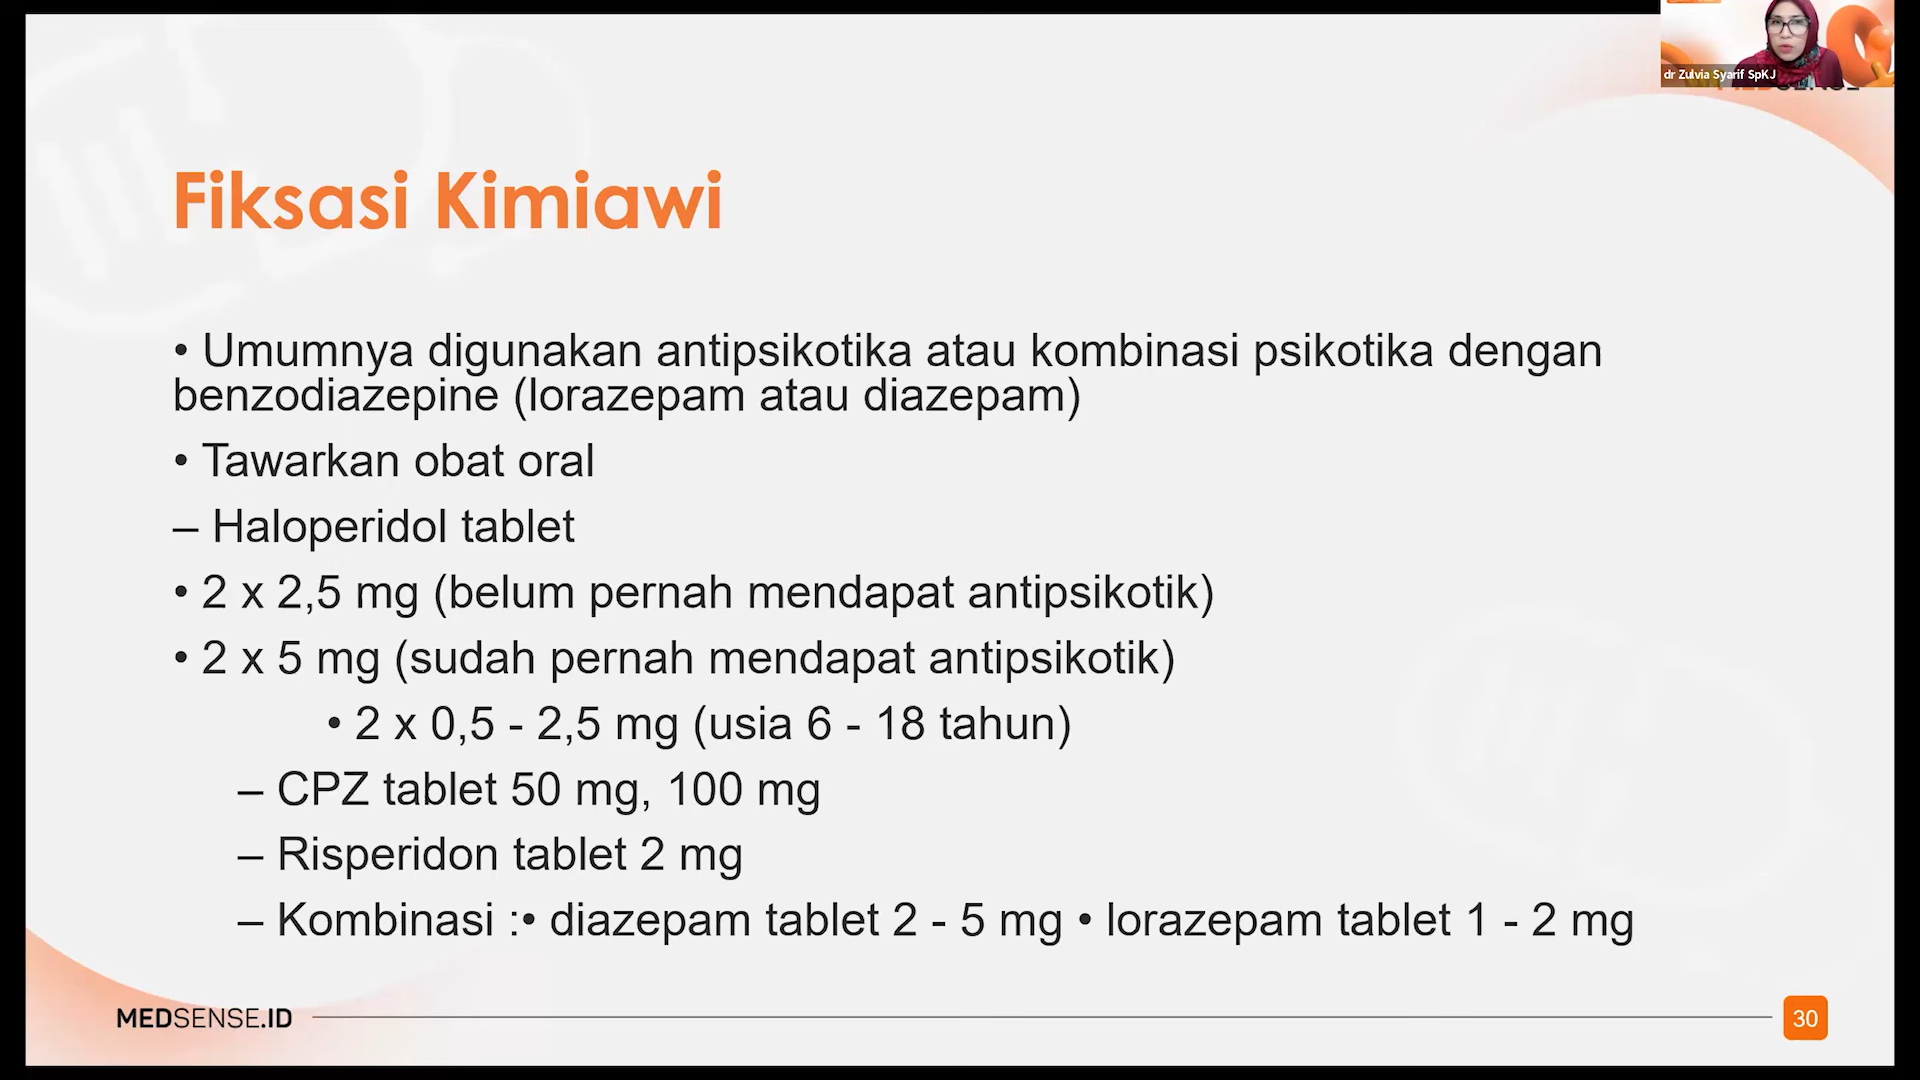 dr Zulvia Syarif SpKJ
Fiksasi Kimiawi
• Umumnya digunakan antipsikotika atau kombinasi psikotika dengan
benzodiazepine (lorazepam atau diazepam)
• Tawarkan obat oral
– Haloperidol tablet
• 2 x 2,5 mg (belum pernah mendapat antipsikotik)
• 2 x 5 mg (sudah pernah mendapat antipsikotik)
• 2 x 0,5 - 2,5 mg (usia 6 - 18 tahun)
– CPZ tablet 50 mg, 100 mg
– Risperidon tablet 2 mg
– Kombinasi :• diazepam tablet 2 - 5 mg • lorazepam tablet 1 - 2 mg
MEDSENSE.ID
30